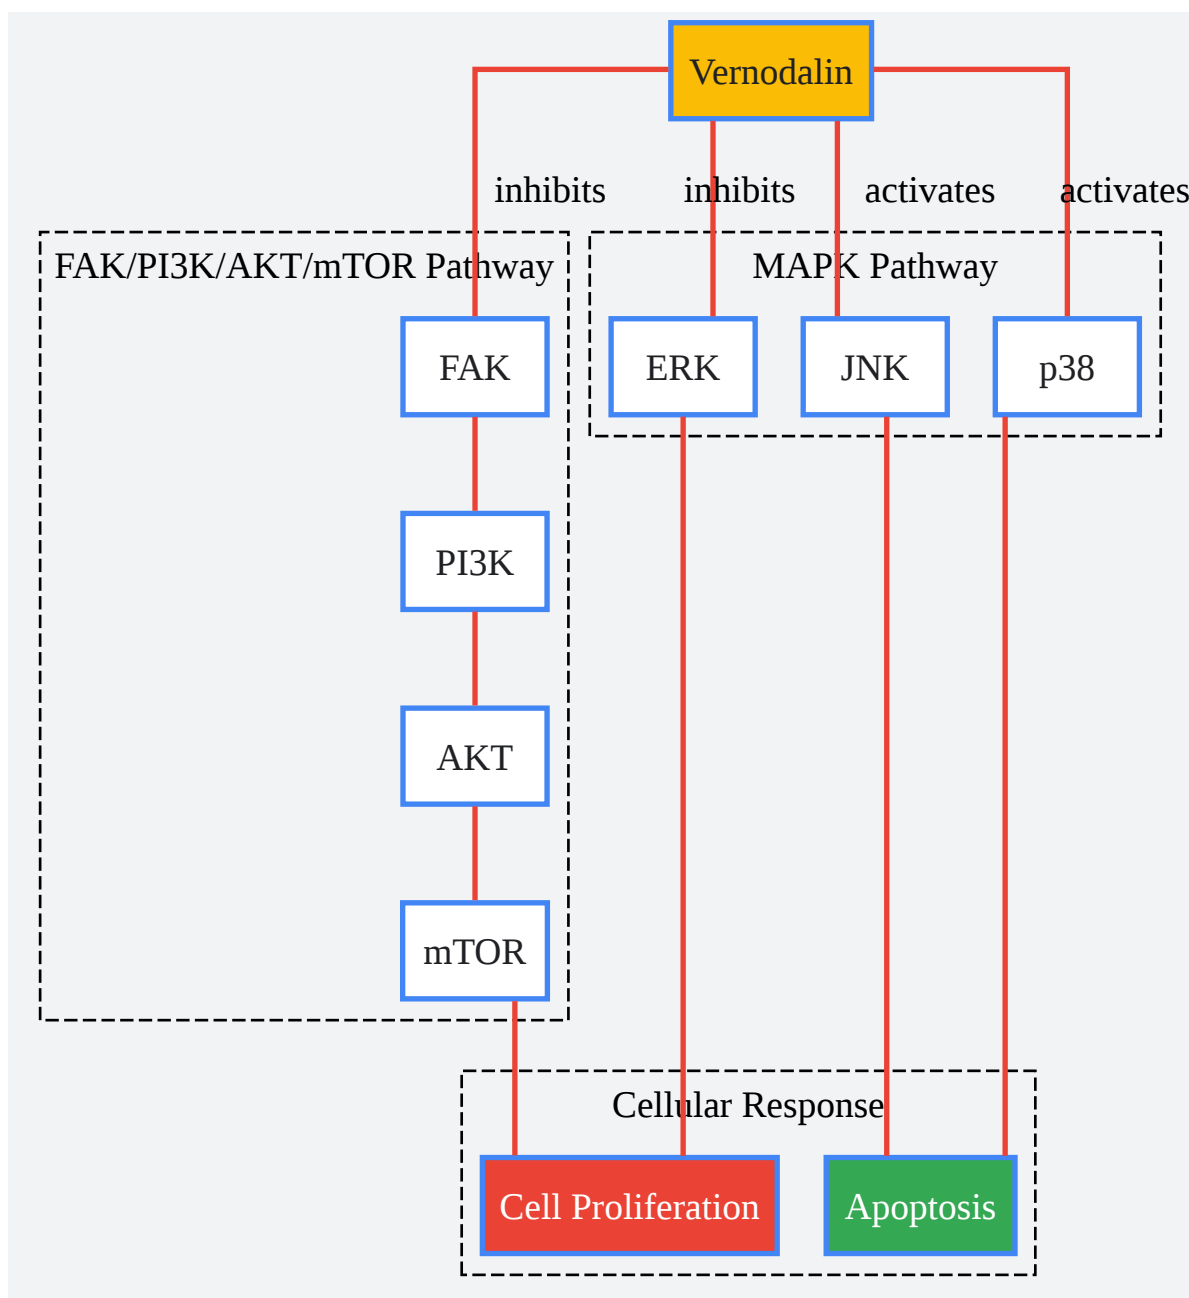 Vernodalin
inhibits
inhibits
activates
activates
FAK/PI3K/AKT/mTOR Pathway
MAPK Pathway
FAK
ERK
JNK
p38
PI3K
AKT
mTOR
Cellular Response
Cell Proliferation
Apoptosis